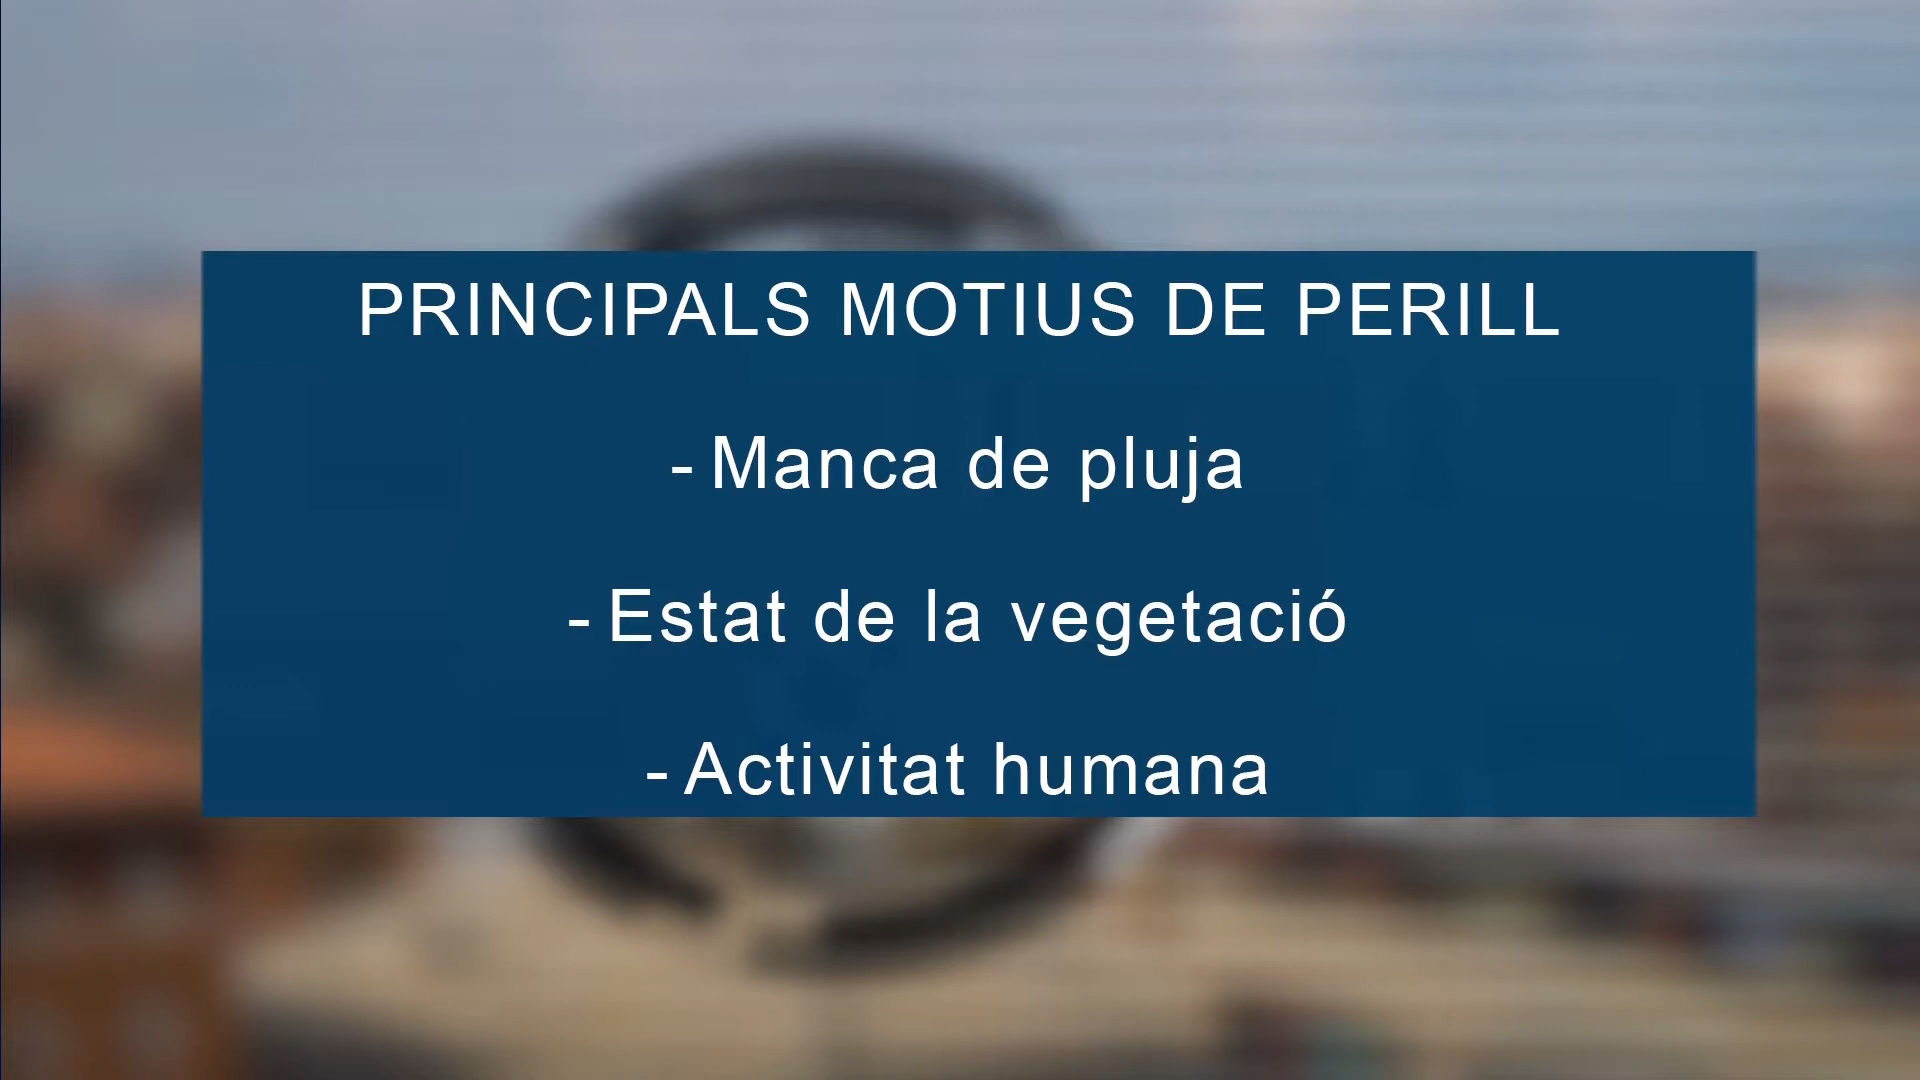 PRINCIPALS MOTIUS DE PERILL
- Manca de pluja
- Estat de la vegetació
- Activitat humana